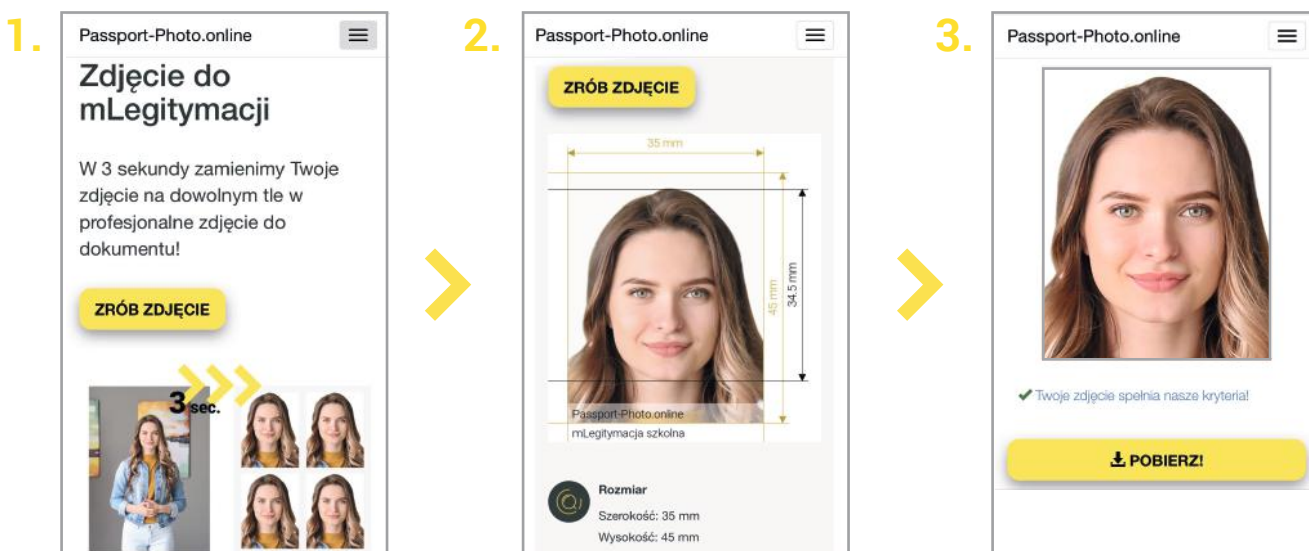 1.
Passport-Photo.online
Zdjęcie do
mLegitymacji
W 3 sekundy zamienimy Twoje
zdjęcie na dowolnym tle w
profesjonalne zdjęcie do
dokumentu!
ZRÓB ZDJĘCIE
3 sec.
2.
Passport-Photo.online
ZRÓB ZDJĘCIE
35 mm
45 mm
34.5 mm
Passport-Photo.online
mLegitymacja szkolna
Rozmiar
Szerokość: 35 mm
Wysokość: 45 mm
3.
Passport-Photo.online
Twoje zdjęcie spełnia nasze kryteria!
POBIERZ!